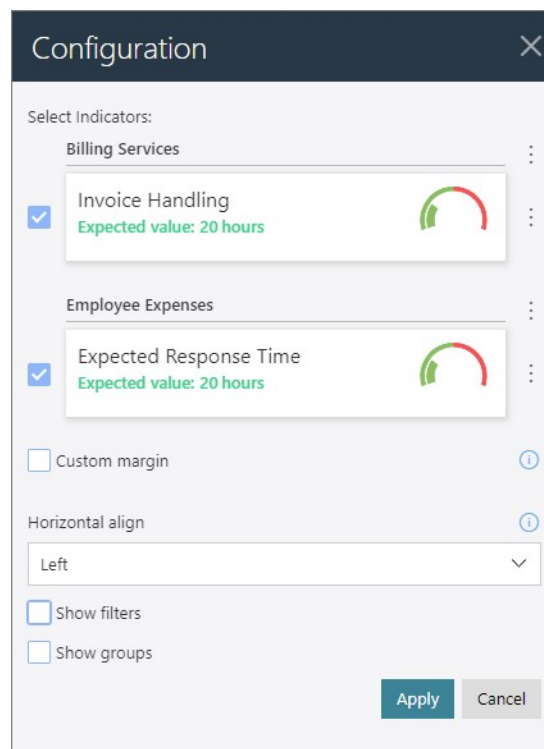 Configuration
Select Indicators:
Billing Services
Invoice Handling
Expected value: 20 hours
Employee Expenses
Expected Response Time
Expected value: 20 hours
Custom margin
Horizontal align
Left
Show filters
Show groups
Apply Cancel